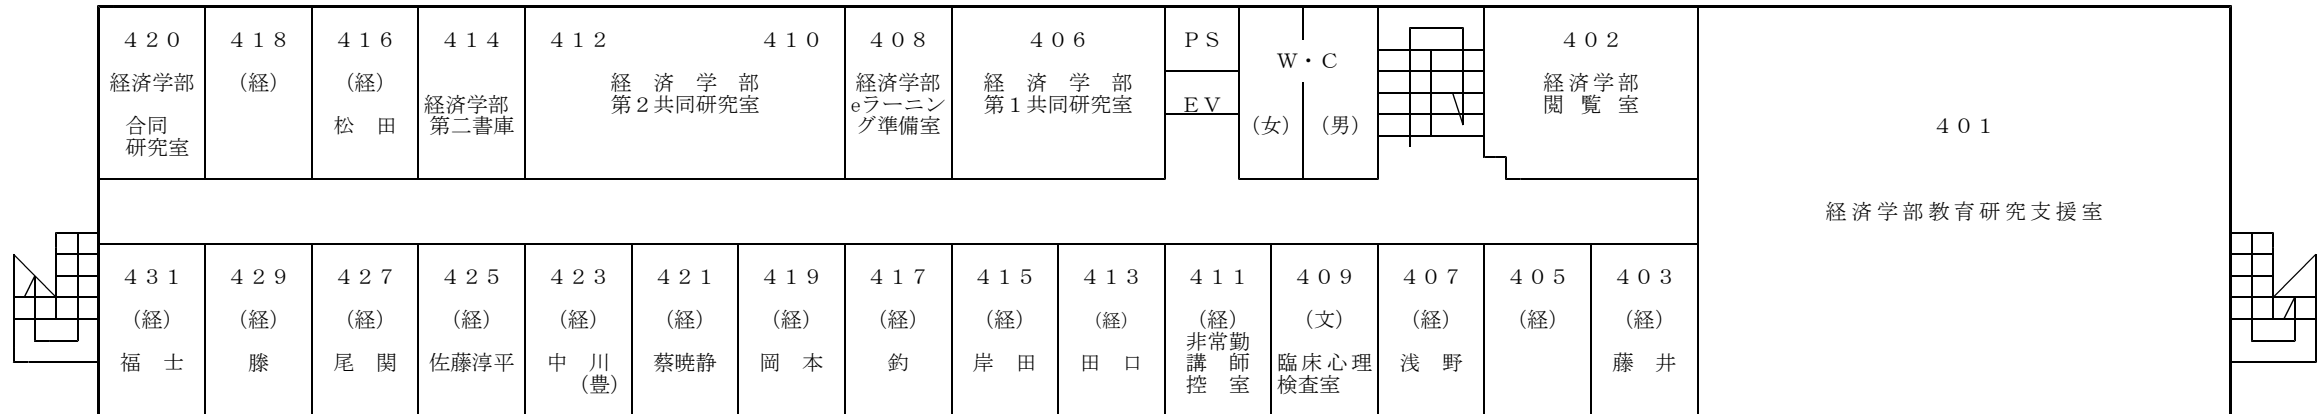 ４２０
経済学部
合同
研究室
４１８
（経）
４１６
（経）
松　田
４１４
経済学部
第二書庫
４１２　４１０
経　済　学　部
第２共同研究室
４０８
経済学部
eラーニン
グ準備室
４０６
経　済　学　部
第１共同研究室
ＰＳ
ＥＶ
Ｗ・Ｃ
（女）
（男）
４０２
経済学部
閲　覧　室
４０１
経済学部教育研究支援室
４３１
（経）
福　士
４２９
（経）
滕
４２７
（経）
尾　関
４２５
（経）
佐藤淳平
４２３
（経）
中　川
（豊）
４２１
（経）
蔡暁静
４１９
（経）
岡　本
４１７
（経）
釣
４１５
（経）
岸　田
４１３
（経）
田　口
４１１
（経）
非常勤
講　師
控　室
４０９
（文）
臨床心理
検査室
４０７
（経）
浅　野
４０５
（経）
４０３
（経）
藤　井